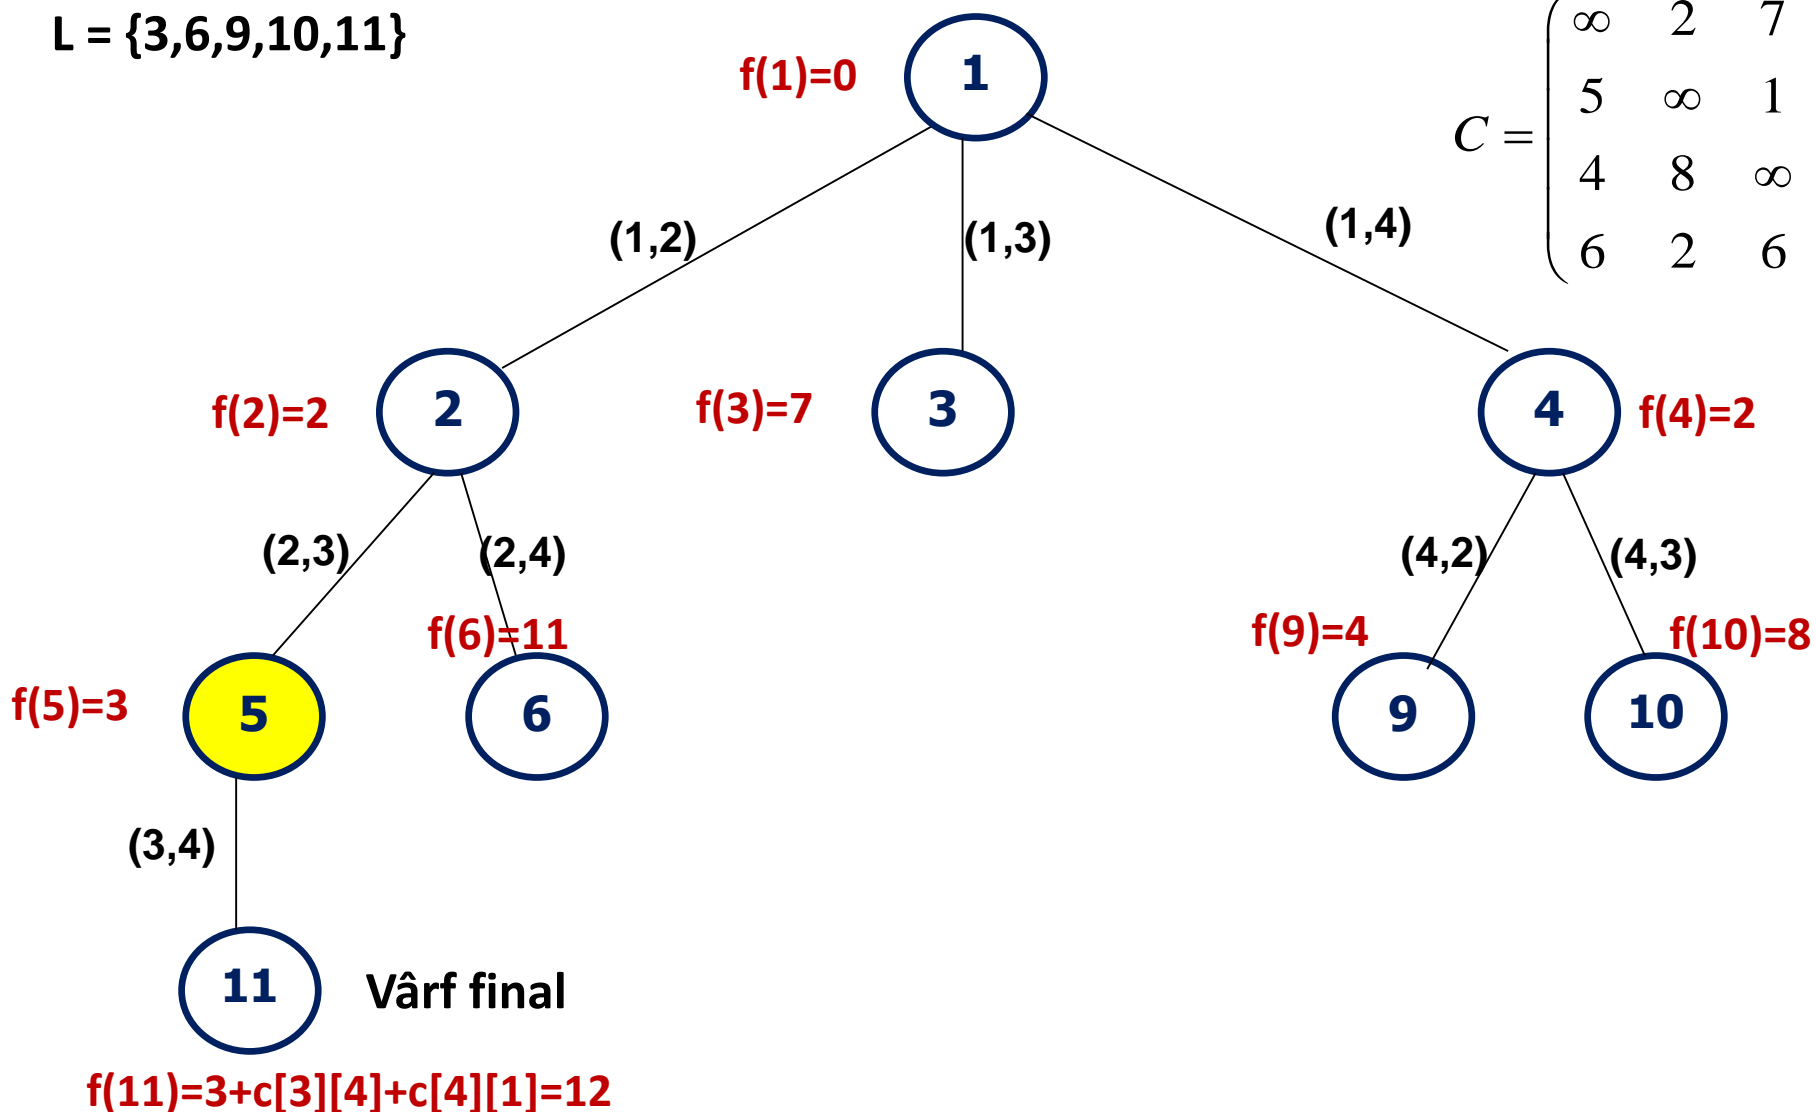 L = {3,6,9,10,11}
f(1)=0
1
C =
∞ 2 7
5 ∞ 1
4 8 ∞
6 2 6
(1,2)
(1,3)
(1,4)
f(2)=2
2
f(3)=7
3
4
f(4)=2
(2,3)
(2,4)
(4,2)
(4,3)
f(6)=11
f(9)=4
f(10)=8
f(5)=3
5
6
9
10
(3,4)
11
Vârf final
f(11)=3+c[3][4]+c[4][1]=12